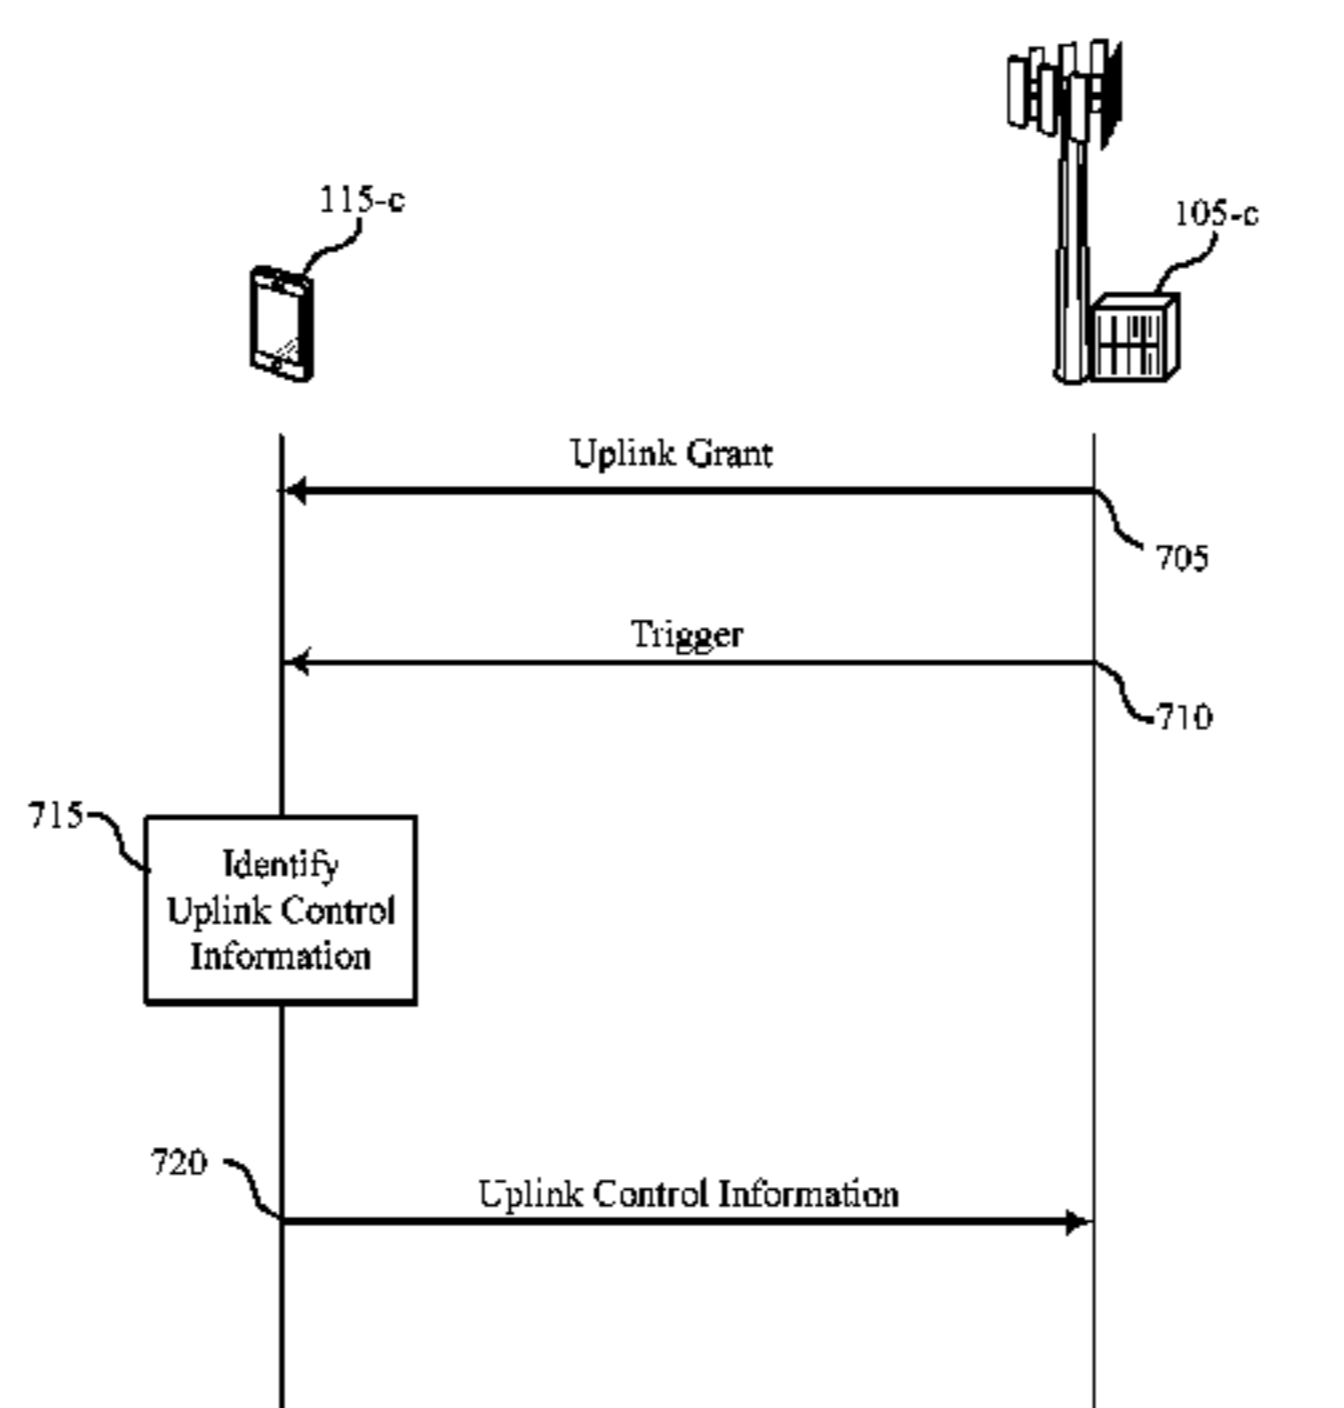 115-c
105-c
Uplink Grant
705
Trigger
710
715
Identify
Uplink Control
Information
720
Uplink Control Information